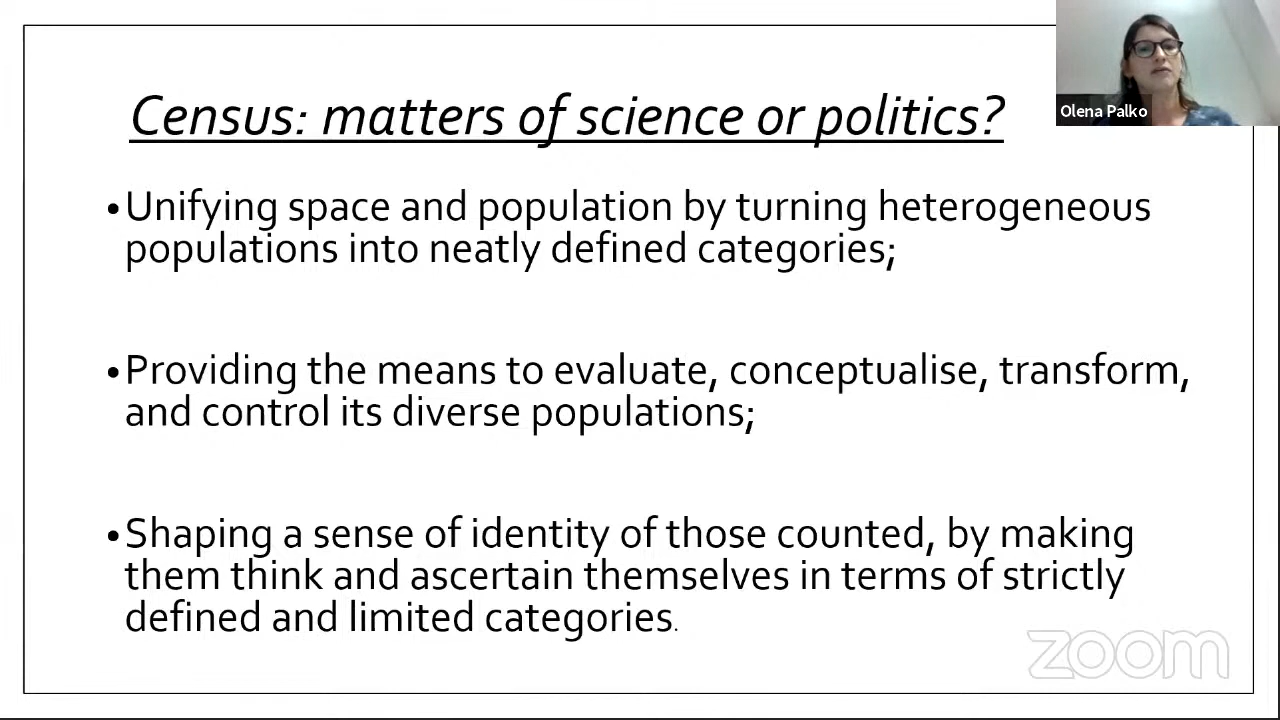 Olena Palko
Census: matters of science or politics?
•Unifying space and population by turning heterogeneous
populations into neatly defined categories;
•Providing the means to evaluate, conceptualise, transform,
and control its diverse populations;
•Shaping a sense of identity of those counted, by making
them think and ascertain themselves in terms of strictly
defined and limited categories.
zoom